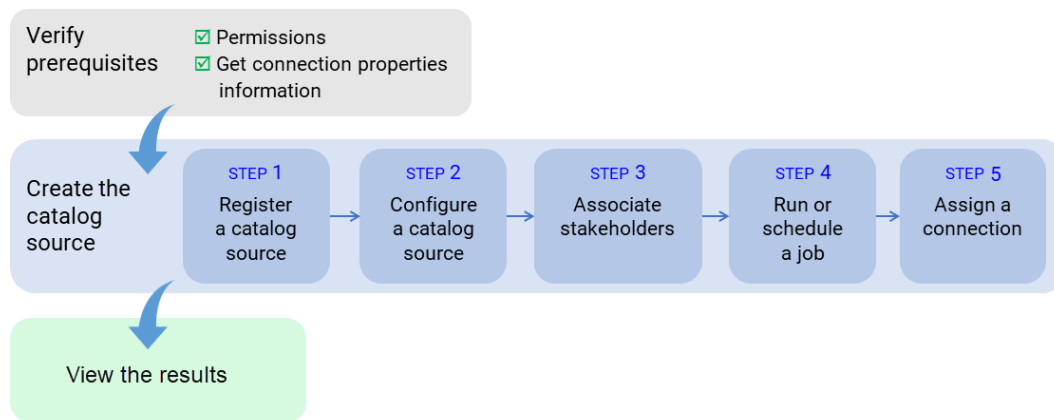 Verify
prerequisites
Permissions
Get connection properties
information
Create the
catalog
source
STEP 1
Register
a catalog
source
STEP 2
Configure
a catalog
source
STEP 3
Associate
stakeholders
STEP 4
Run or
schedule
a job
STEP 5
Assign a
connection
View the results